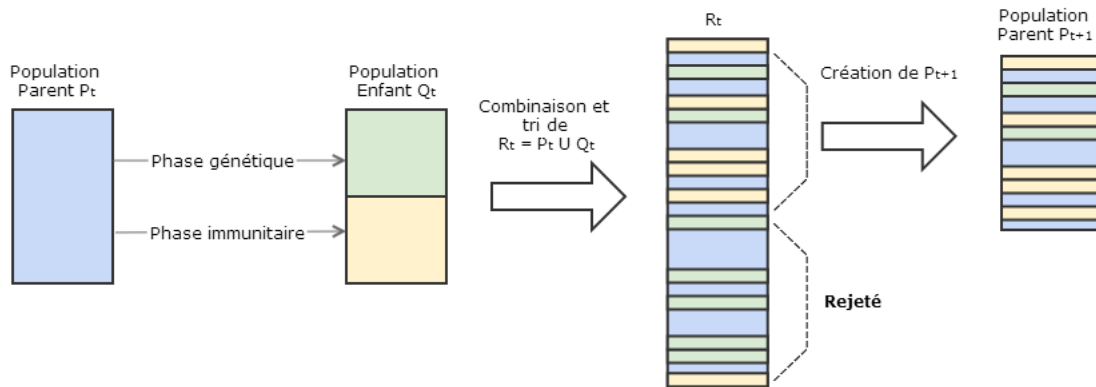 Population
Parent Pt
Phase génétique
Phase immunitaire
Population
Enfant Qt
Combinaison et
tri de
Rt = Pt U Qt
Rt
Création de Pt+1
Rejeté
Population
Parent Pt+1